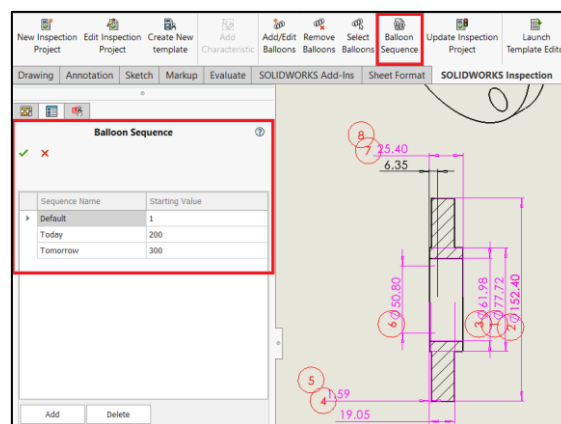 New Inspection Project
Edit Inspection Project
Create New template
Add Characteristic
Add/Edit Balloons
Remove Balloons
Select Balloons
Balloon Sequence
Update Inspection Project
Launch Template Edito
Drawing Annotation Sketch Markup Evaluate SOLIDWORKS Add-Ins Sheet Format SOLIDWORKS Inspection
Balloon Sequence
Sequence Name Starting Value
Default 1
Today 200
Tomorrow 300
Add Delete
8
7 25.40
6.35
6 ∅50.80
3 ∅61.98
1 ∅77.72
2 ∅152.40
5
4 1.59
19.05